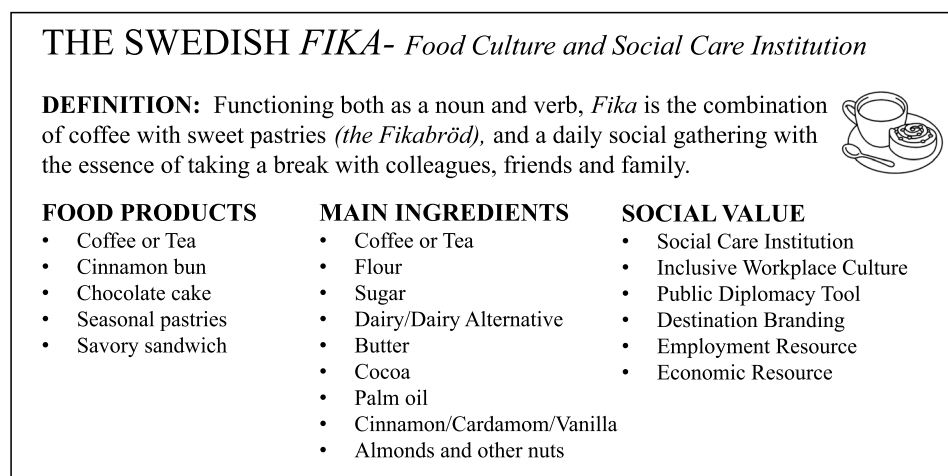 THE SWEDISH FIKA- Food Culture and Social Care Institution
DEFINITION: Functioning both as a noun and verb, Fika is the combination
of coffee with sweet pastries (the Fikabröd), and a daily social gathering with
the essence of taking a break with colleagues, friends and family.
FOOD PRODUCTS
• Coffee or Tea
• Cinnamon bun
• Chocolate cake
• Seasonal pastries
• Savory sandwich
MAIN INGREDIENTS
• Coffee or Tea
• Flour
• Sugar
• Dairy/Dairy Alternative
• Butter
• Cocoa
• Palm oil
• Cinnamon/Cardamom/Vanilla
• Almonds and other nuts
SOCIAL VALUE
• Social Care Institution
• Inclusive Workplace Culture
• Public Diplomacy Tool
• Destination Branding
• Employment Resource
• Economic Resource